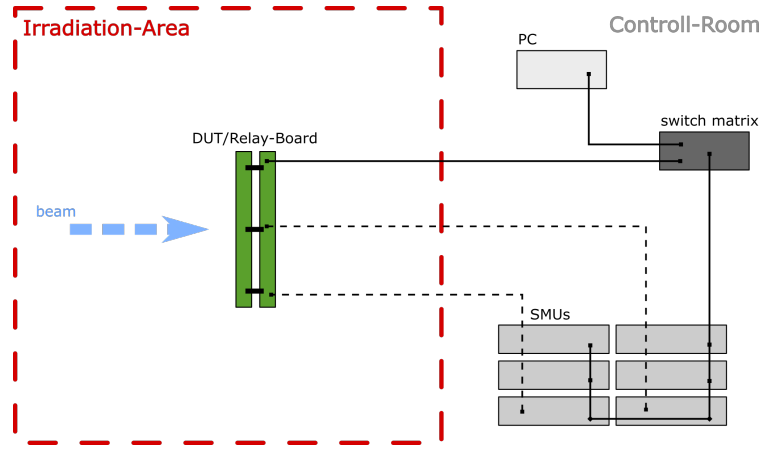 Irradiation-Area
Controll-Room
PC
switch matrix
DUT/Relay-Board
beam
SMUs